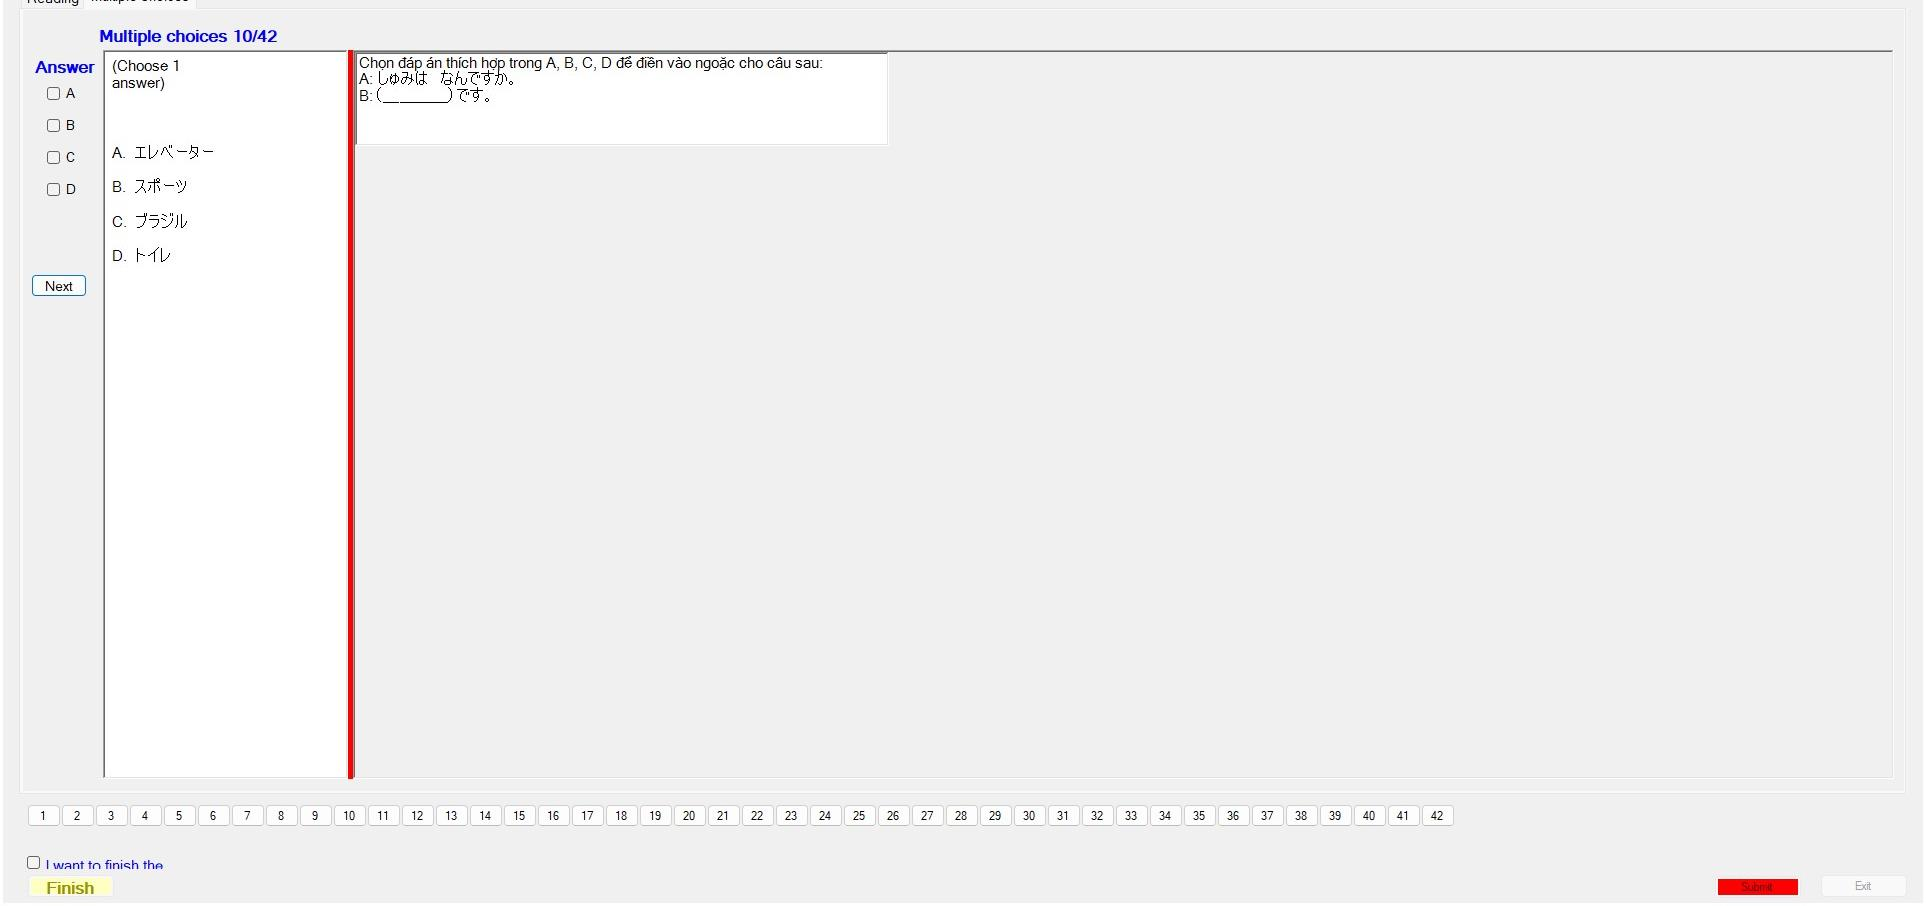 Reading Multiple Choices
Multiple choices 10/42
Answer
A
B
C
D
Next
(Choose 1
answer)
A. エレベーター
B. スポーツ
C. ブラジル
D. トイレ
Chọn đáp án thích hợp trong A, B, C, D để điền vào ngoặc cho câu sau:
A: しゅみは なんですか。
B: (________) です。
1 2 3 4 5 6 7 8 9 10 11 12 13 14 15 16 17 18 19 20 21 22 23 24 25 26 27 28 29 30 31 32 33 34 35 36 37 38 39 40 41 42
I want to finish the
Finish
Submit
Exit